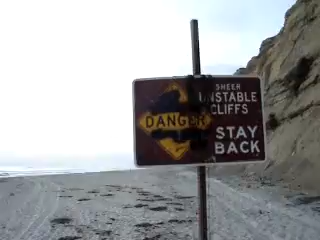 DANGER
SHEER
UNSTABLE
CLIFFS
STAY
BACK